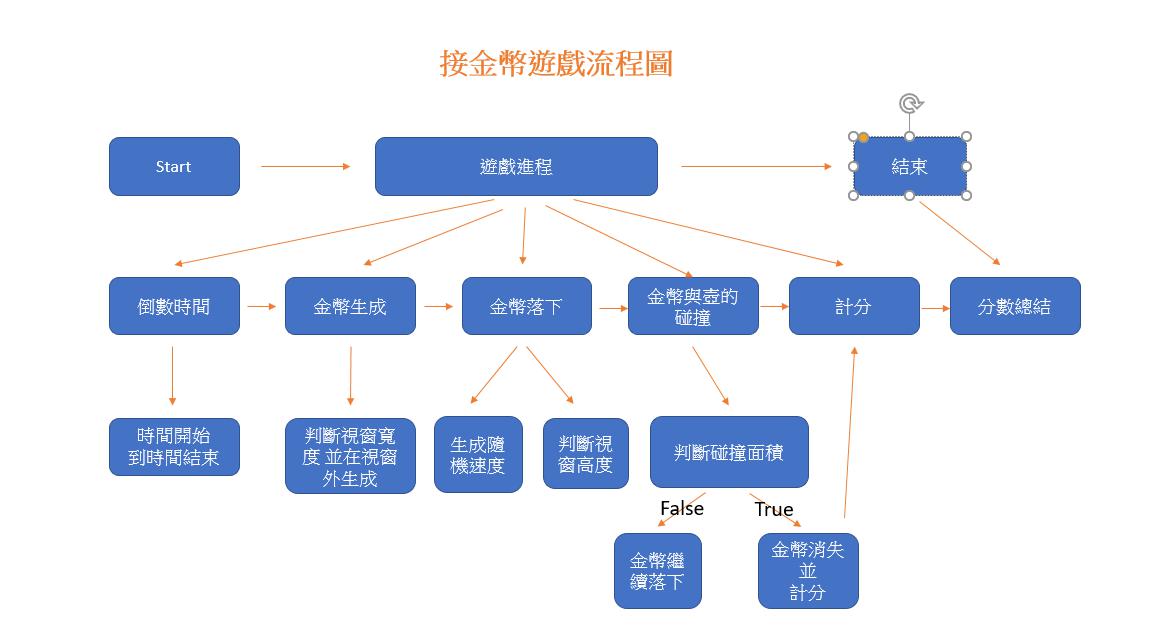 接金幣遊戲流程圖
Start
遊戲進程
結束
倒數時間
金幣生成
金幣落下
金幣與壺的
碰撞
計分
分數總結
時間開始
到時間結束
判斷視窗寬
度 並在視窗
外生成
生成隨
機速度
判斷視
窗高度
判斷碰撞面積
False
True
金幣繼
續落下
金幣消失
並
計分